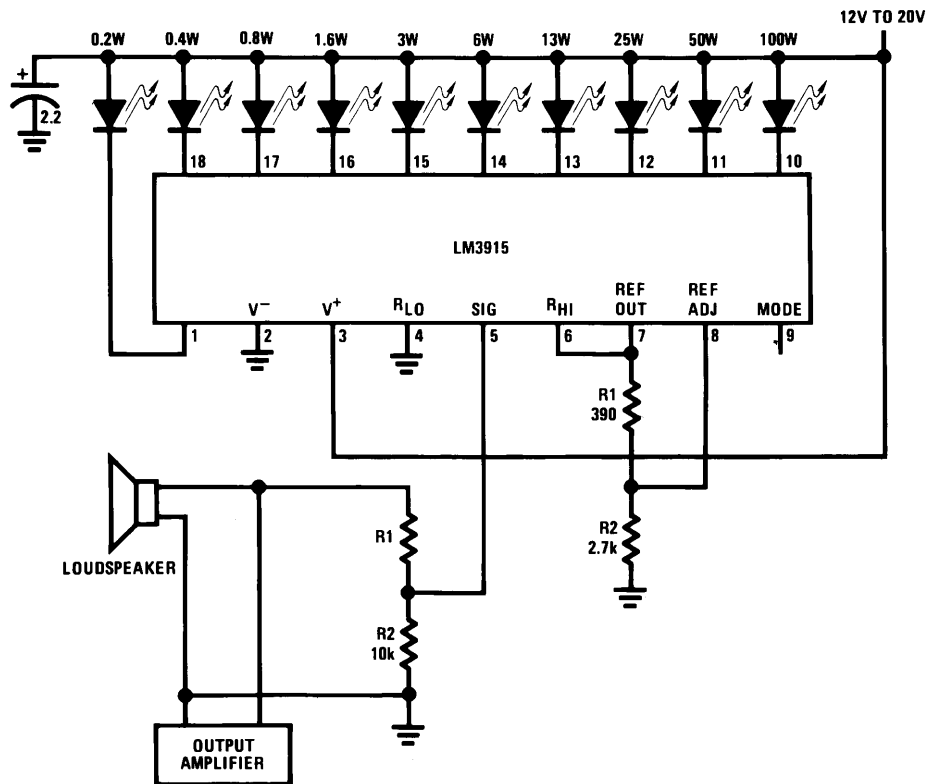 12V TO 20V
0.2W 0.4W 0.8W 1.6W 3W 6W 13W 25W 50W 100W
+
2.2
18 17 16 15 14 13 12 11 10
LM3915
V− V+ RLO SIG RHI REF OUT REF ADJ MODE
1 2 3 4 5 6 7 8 9
R1
390
R2
2.7k
LOUDSPEAKER
R1
R2
10k
OUTPUT
AMPLIFIER